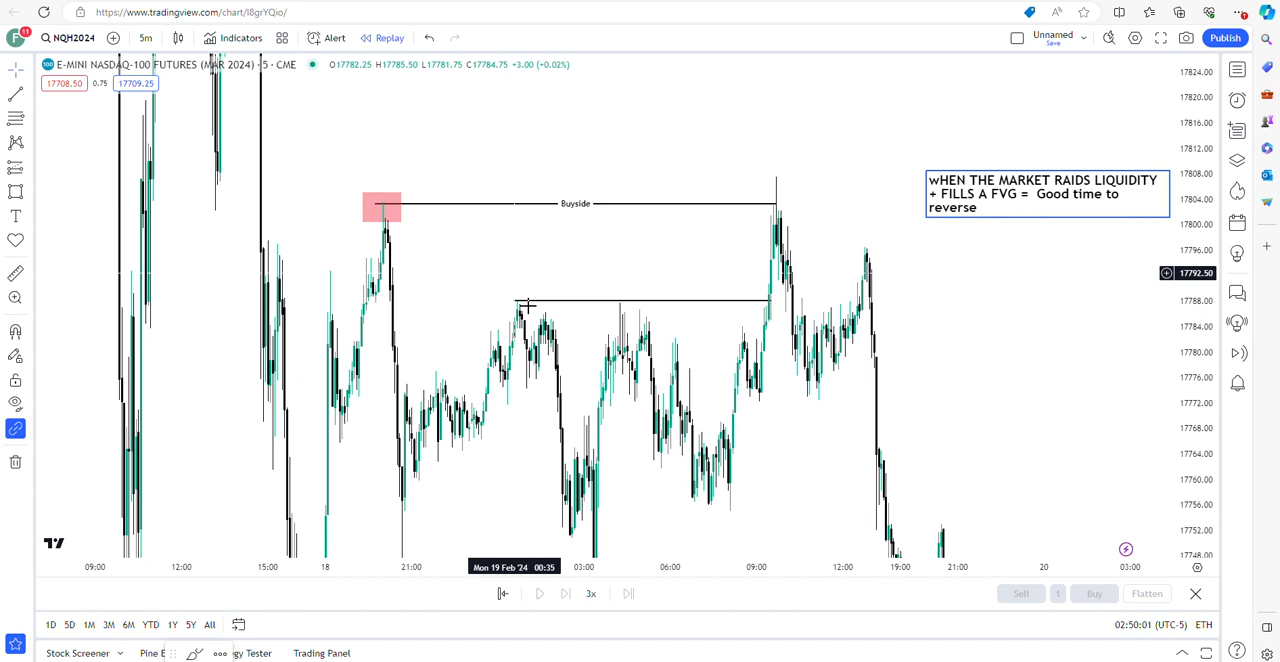 https://www.tradingview.com/chart/I8grYQio/
F 11 NQH2024 5m Indicators Alert Replay Unnamed Save Publish
E-MINI NASDAQ-100 FUTURES (MAR 2024) · 5 · CME O17782.25 H17785.50 L17781.75 C17784.75 +3.00 (+0.02%)
17708.50 0.75 17709.25
17824.00
17820.00
17816.00
17812.00
17808.00
17804.00
17800.00
17796.00
17792.50
17788.00
17784.00
17780.00
17776.00
17772.00
17768.00
17764.00
17760.00
17756.00
17752.00
17748.00
wHEN THE MARKET RAIDS LIQUIDITY
+ FILLS A FVG = Good time to
reverse
Buyside
09:00 12:00 15:00 18 21:00 Mon 19 Feb '24 00:35 03:00 06:00 09:00 12:00 19:00 21:00 20 03:00
3x Sell 1 Buy Flatten
1D 5D 1M 3M 6M YTD 1Y 5Y All 02:50:01 (UTC-5) ETH
Stock Screener Pine E gy Tester Trading Panel